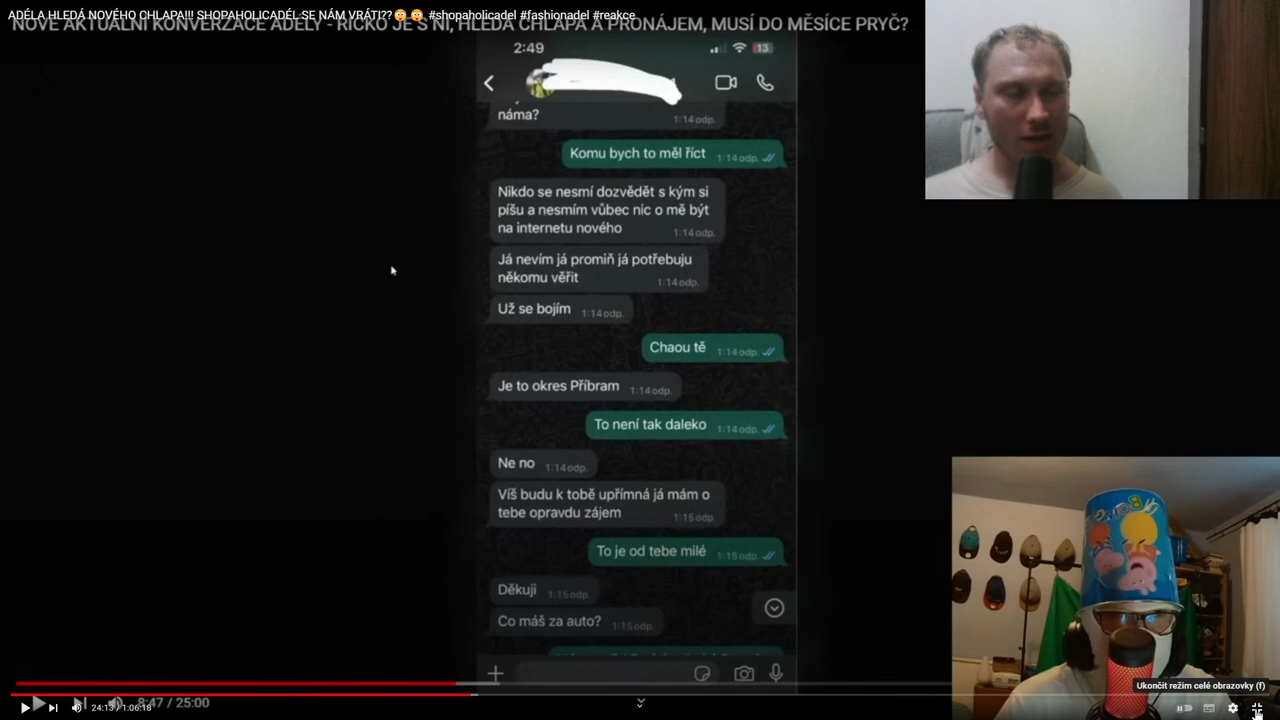 ADÉLA HLEDÁ NOVÉHO CHLAPA!!! SHOPAHOLICADÉL SE NÁM VRÁTI??😳😳 #shopaholicadel #fashionadel #reakce
NOVÉ AKTUÁLNÍ KONVERZACE ADÉLY - RICKO JE S NÍ, HLEDÁ CHLAPA A PRONÁJEM, MUSÍ DO MĚSÍCE PRYČ?
2:49
13
náma?
1:14 odp.
Komu bych to měl říct
1:14 odp.
Nikdo se nesmí dozvědět s kým si
píšu a nesmím vůbec nic o mě být
na internetu nového
1:14 odp.
Já nevím já promiň já potřebuju
někomu věřit
1:14 odp.
Už se bojím
1:14 odp.
Chaou tě
1:14 odp.
Je to okres Příbram
1:14 odp.
To není tak daleko
1:14 odp.
Ne no
1:14 odp.
Víš budu k tobě upřímná já mám o
tebe opravdu zájem
1:15 odp.
To je od tebe milé
1:15 odp.
Děkuji
1:15 odp.
Co máš za auto?
1:15 odp.
Ukončit režim celé obrazovky (f)
8:47 / 25:00
24:13 / 1:06:18